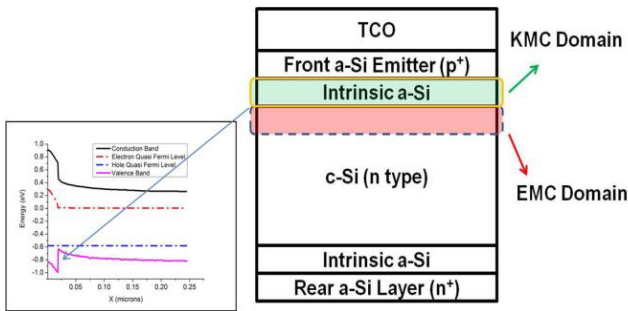 TCO
Front a-Si Emitter (p+)
Intrinsic a-Si
c-Si (n type)
Intrinsic a-Si
Rear a-Si Layer (n+)
KMC Domain
EMC Domain
Conduction Band
Electron Quasi Fermi Level
Hole Quasi Fermi Level
Valence Band
Energy (eV)
1.0
0.8
0.6
0.4
0.2
0.0
-0.2
-0.4
-0.6
-0.8
-1.0
0.05 0.10 0.15 0.20 0.25
X (microns)